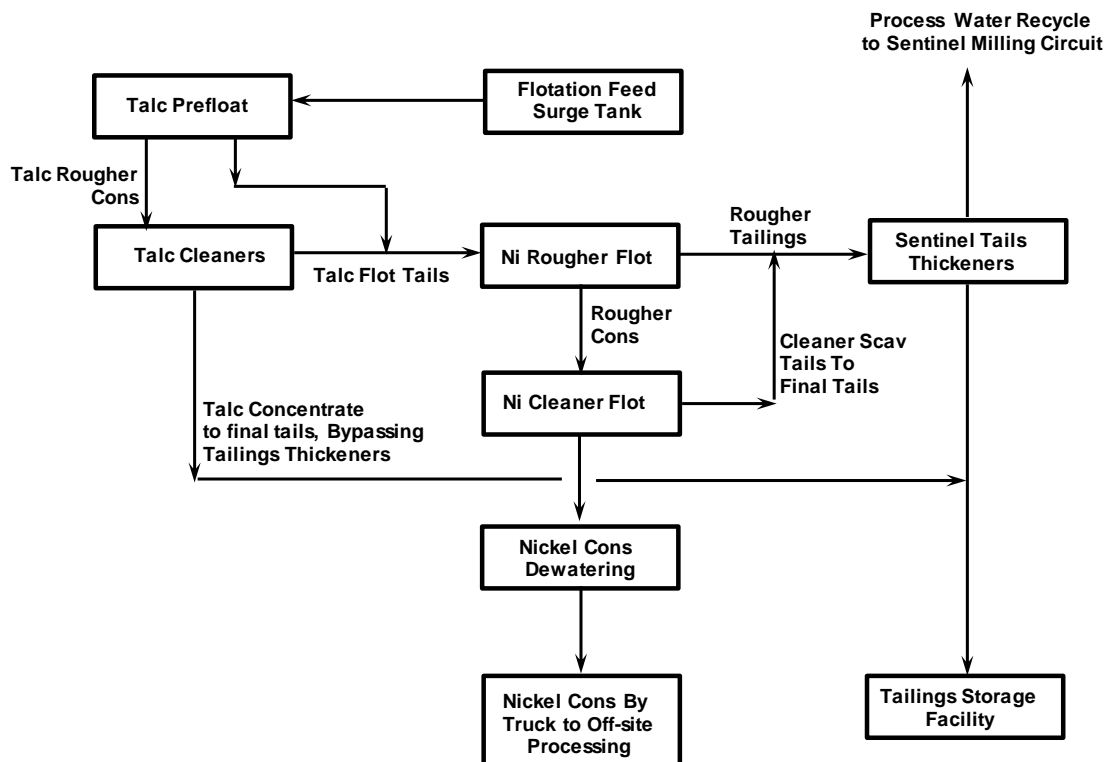 Process Water Recycle
to Sentinel Milling Circuit
Talc Prefloat
Flotation Feed
Surge Tank
Talc Rougher
Cons
Talc Cleaners
Talc Flot Tails
Ni Rougher Flot
Rougher
Tailings
Sentinel Tails
Thickeners
Rougher
Cons
Cleaner Scav
Tails To
Final Tails
Ni Cleaner Flot
Talc Concentrate
to final tails, Bypassing
Tailings Thickeners
Nickel Cons
Dewatering
Nickel Cons By
Truck to Off-site
Processing
Tailings Storage
Facility